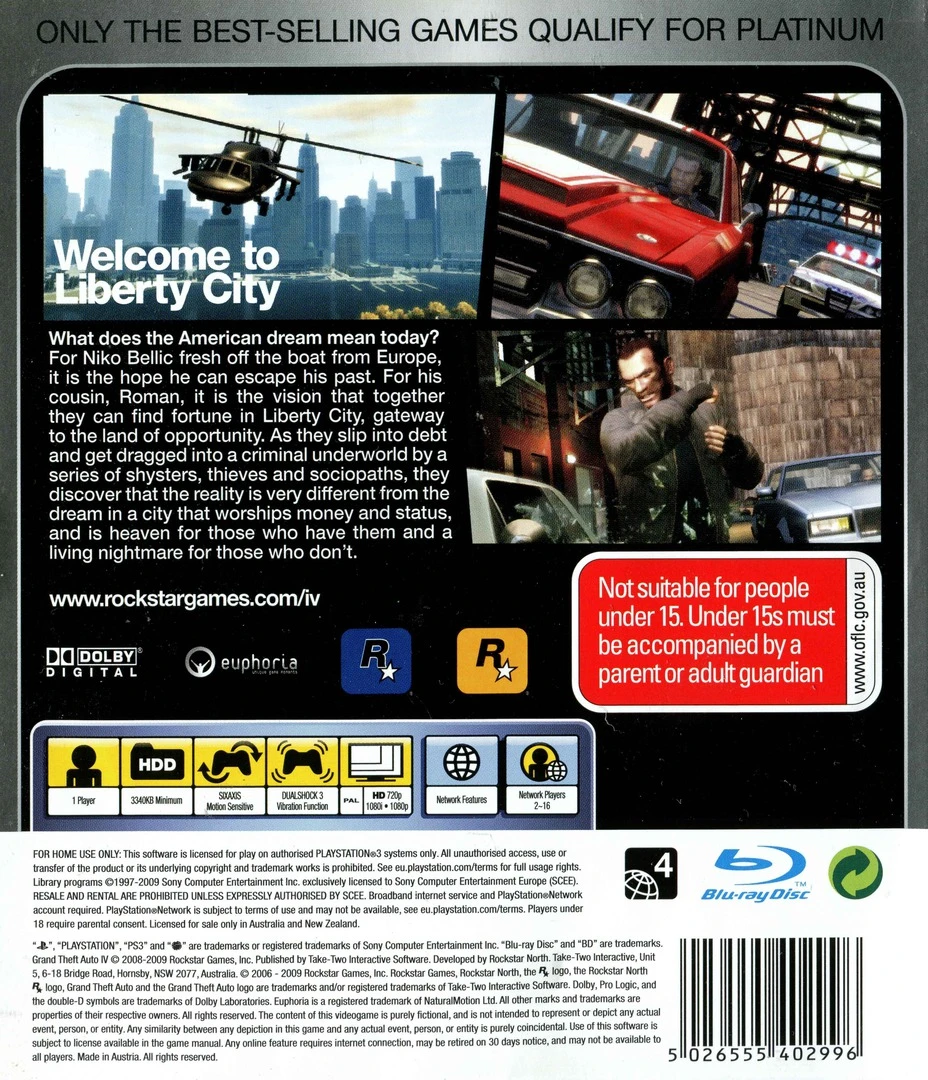 ONLY THE BEST-SELLING GAMES QUALIFY FOR PLATINUM
Welcome to
Liberty City
What does the American dream mean today?
For Niko Bellic fresh off the boat from Europe,
it is the hope he can escape his past. For his
cousin, Roman, it is the vision that together
they can find fortune in Liberty City, gateway
to the land of opportunity. As they slip into debt
and get dragged into a criminal underworld by a
series of shysters, thieves and sociopaths, they
discover that the reality is very different from the
dream in a city that worships money and status,
and is heaven for those who have them and a
living nightmare for those who don't.
www.rockstargames.com/iv
DOLBY®
DIGITAL
euphoria
unique game moments
R
R
Not suitable for people
under 15. Under 15s must
be accompanied by a
parent or adult guardian
www.oflc.gov.au
1 Player
HDD
3340KB Minimum
SIXAXIS
Motion Sensitive
DUALSHOCK 3
Vibration Function
PAL
HD 720p
1080i • 1080p
Network Features
Network Players
2–16
FOR HOME USE ONLY: This software is licensed for play on authorised PLAYSTATION®3 systems only. All unauthorised access, use or
transfer of the product or its underlying copyright and trademark works is prohibited. See eu.playstation.com/terms for full usage rights.
Library programs ©1997-2009 Sony Computer Entertainment Inc. exclusively licensed to Sony Computer Entertainment Europe (SCEE).
RESALE AND RENTAL ARE PROHIBITED UNLESS EXPRESSLY AUTHORISED BY SCEE. Broadband internet service and PlayStation®Network
account required. PlayStation®Network is subject to terms of use and may not be available, see eu.playstation.com/terms. Players under
18 require parental consent. Licensed for sale only in Australia and New Zealand.
4
Blu-ray Disc™
"", "PLAYSTATION", "PS3" and "" are trademarks or registered trademarks of Sony Computer Entertainment Inc. "Blu-ray Disc" and "BD" are trademarks.
Grand Theft Auto IV © 2008-2009 Rockstar Games, Inc. Published by Take-Two Interactive Software. Developed by Rockstar North. Take-Two Interactive, Unit
5, 6-18 Bridge Road, Hornsby, NSW 2077, Australia. © 2006 - 2009 Rockstar Games, Inc. Rockstar Games, Rockstar North, the R logo, the Rockstar North
R logo, Grand Theft Auto and the Grand Theft Auto logo are trademarks and/or registered trademarks of Take-Two Interactive Software. Dolby, Pro Logic, and
the double-D symbols are trademarks of Dolby Laboratories. Euphoria is a registered trademark of NaturalMotion Ltd. All other marks and trademarks are
properties of their respective owners. All rights reserved. The content of this videogame is purely fictional, and is not intended to represent or depict any actual
event, person, or entity. Any similarity between any depiction in this game and any actual event, person, or entity is purely coincidental. Use of this software is
subject to license available in the game manual. Any online feature requires internet connection, may be retired on 30 days notice, and may not be available to
all players. Made in Austria. All rights reserved.
5 026555 402996